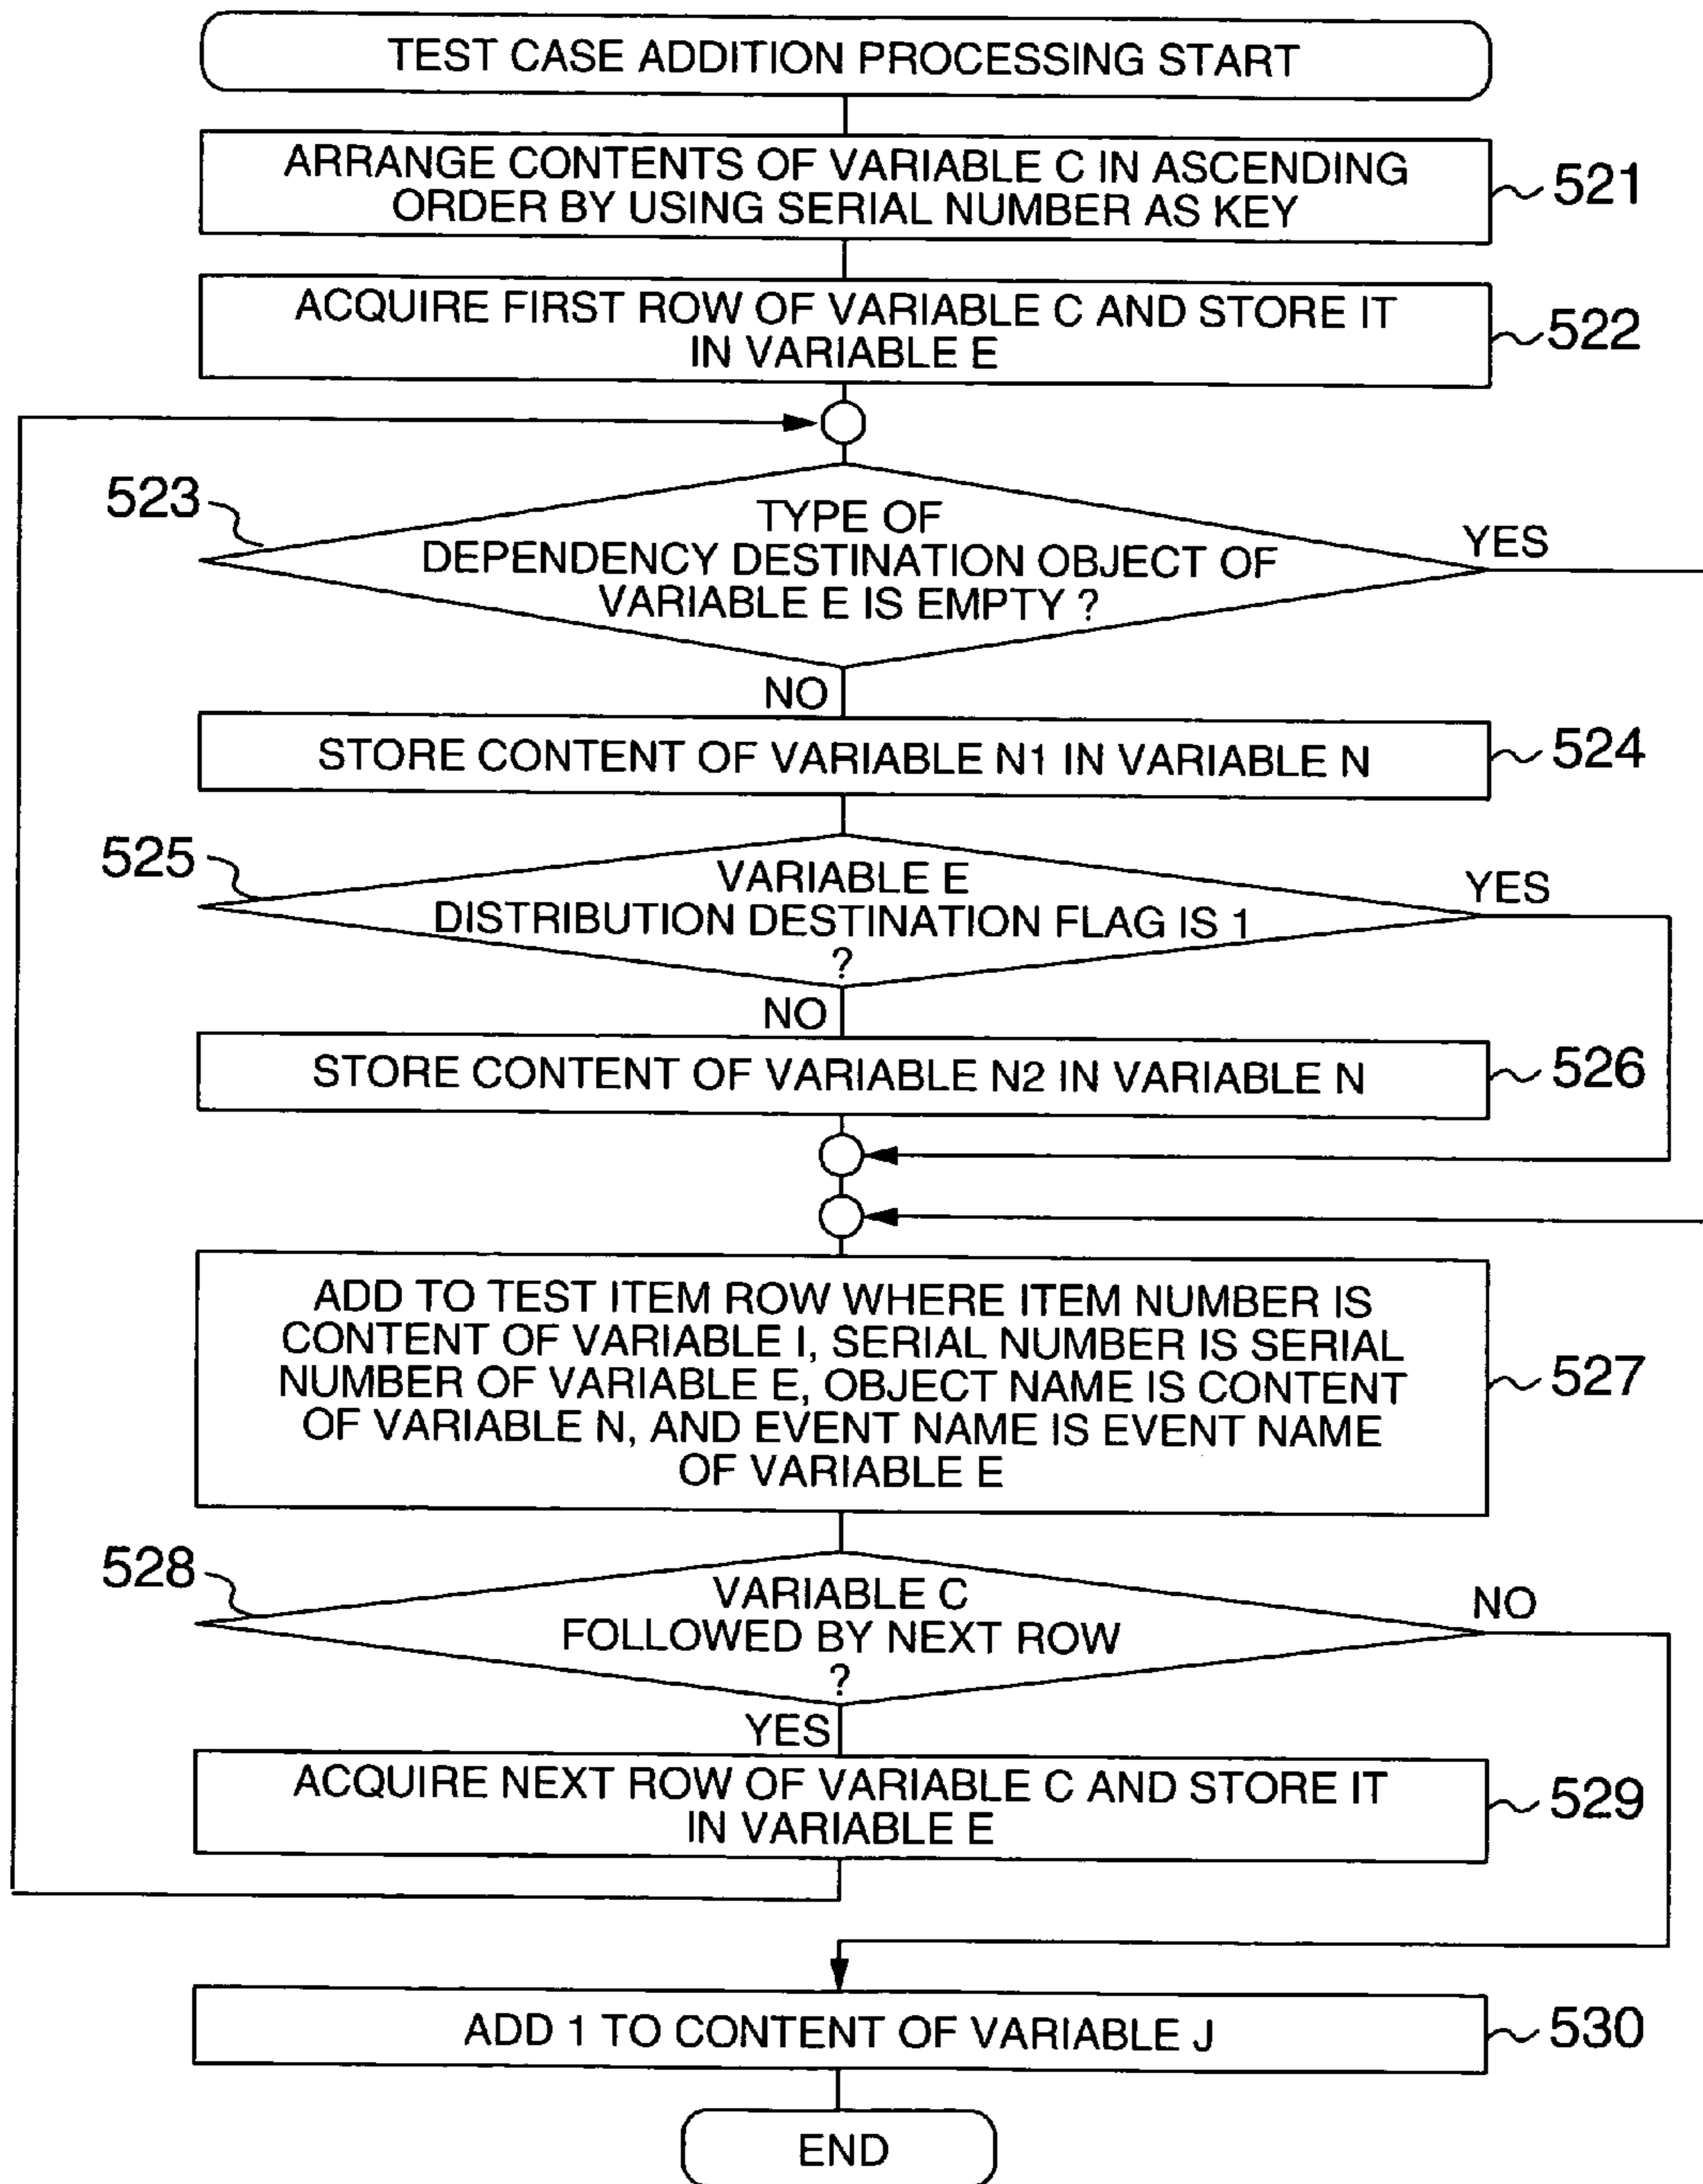 TEST CASE ADDITION PROCESSING START
ARRANGE CONTENTS OF VARIABLE C IN ASCENDING
ORDER BY USING SERIAL NUMBER AS KEY
521
ACQUIRE FIRST ROW OF VARIABLE C AND STORE IT
IN VARIABLE E
522
523
TYPE OF
DEPENDENCY DESTINATION OBJECT OF
VARIABLE E IS EMPTY ?
YES
NO
STORE CONTENT OF VARIABLE N1 IN VARIABLE N
524
525
VARIABLE E
DISTRIBUTION DESTINATION FLAG IS 1
?
YES
NO
STORE CONTENT OF VARIABLE N2 IN VARIABLE N
526
ADD TO TEST ITEM ROW WHERE ITEM NUMBER IS
CONTENT OF VARIABLE I, SERIAL NUMBER IS SERIAL
NUMBER OF VARIABLE E, OBJECT NAME IS CONTENT
OF VARIABLE N, AND EVENT NAME IS EVENT NAME
OF VARIABLE E
527
528
VARIABLE C
FOLLOWED BY NEXT ROW
?
NO
YES
ACQUIRE NEXT ROW OF VARIABLE C AND STORE IT
IN VARIABLE E
529
ADD 1 TO CONTENT OF VARIABLE J
530
END